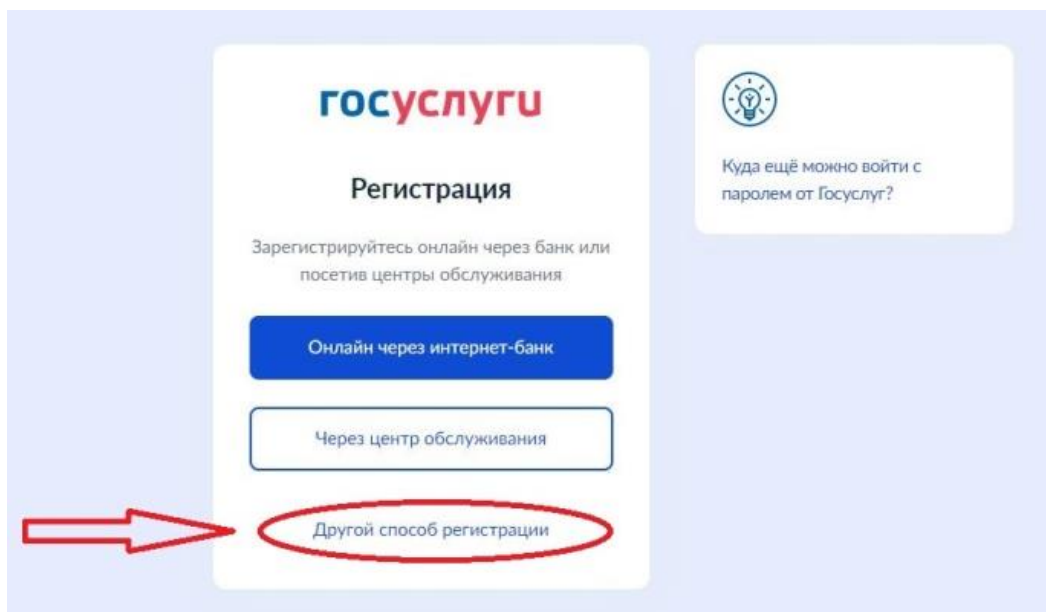 госуслуги
Регистрация
Зарегистрируйтесь онлайн через банк или
посетив центры обслуживания
Онлайн через интернет-банк
Через центр обслуживания
Другой способ регистрации
Куда ещё можно войти с
паролем от Госуслуг?